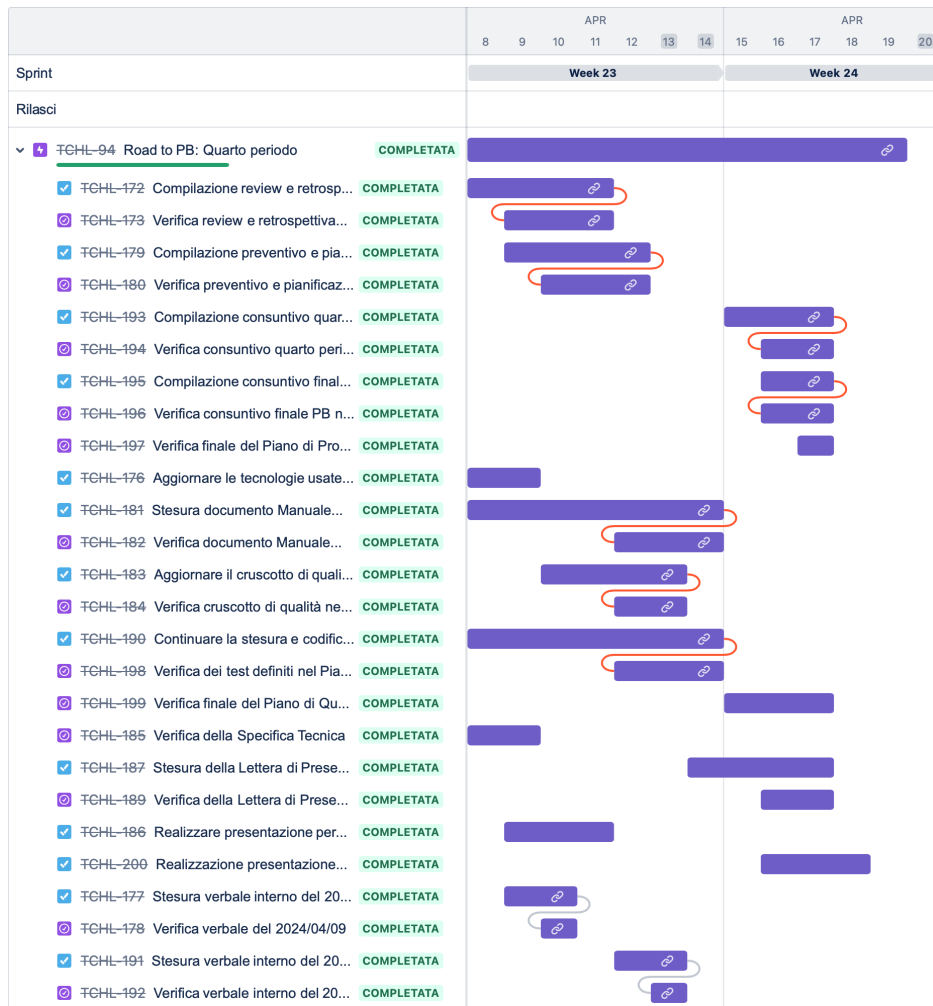 APR APR
8 9 10 11 12 13 14 15 16 17 18 19 20
Sprint Week 23 Week 24
Rilasci
TCHL-94 Road to PB: Quarto periodo COMPLETATA
TCHL-172 Compilazione review e retrosp... COMPLETATA
TCHL-173 Verifica review e retrospettiva... COMPLETATA
TCHL-179 Compilazione preventivo e pia... COMPLETATA
TCHL-180 Verifica preventivo e pianificaz... COMPLETATA
TCHL-193 Compilazione consuntivo quar... COMPLETATA
TCHL-194 Verifica consuntivo quarto peri... COMPLETATA
TCHL-195 Compilazione consuntivo final... COMPLETATA
TCHL-196 Verifica consuntivo finale PB n... COMPLETATA
TCHL-197 Verifica finale del Piano di Pro... COMPLETATA
TCHL-176 Aggiornare le tecnologie usate... COMPLETATA
TCHL-181 Stesura documento Manuale... COMPLETATA
TCHL-182 Verifica documento Manuale... COMPLETATA
TCHL-183 Aggiornare il cruscotto di quali... COMPLETATA
TCHL-184 Verifica cruscotto di qualità ne... COMPLETATA
TCHL-190 Continuare la stesura e codific... COMPLETATA
TCHL-198 Verifica dei test definiti nel Pia... COMPLETATA
TCHL-199 Verifica finale del Piano di Qu... COMPLETATA
TCHL-185 Verifica della Specifica Tecnica COMPLETATA
TCHL-187 Stesura della Lettera di Prese... COMPLETATA
TCHL-189 Verifica della Lettera di Prese... COMPLETATA
TCHL-186 Realizzare presentazione per... COMPLETATA
TCHL-200 Realizzazione presentazione... COMPLETATA
TCHL-177 Stesura verbale interno del 20... COMPLETATA
TCHL-178 Verifica verbale del 2024/04/09 COMPLETATA
TCHL-191 Stesura verbale interno del 20... COMPLETATA
TCHL-192 Verifica verbale interno del 20... COMPLETATA